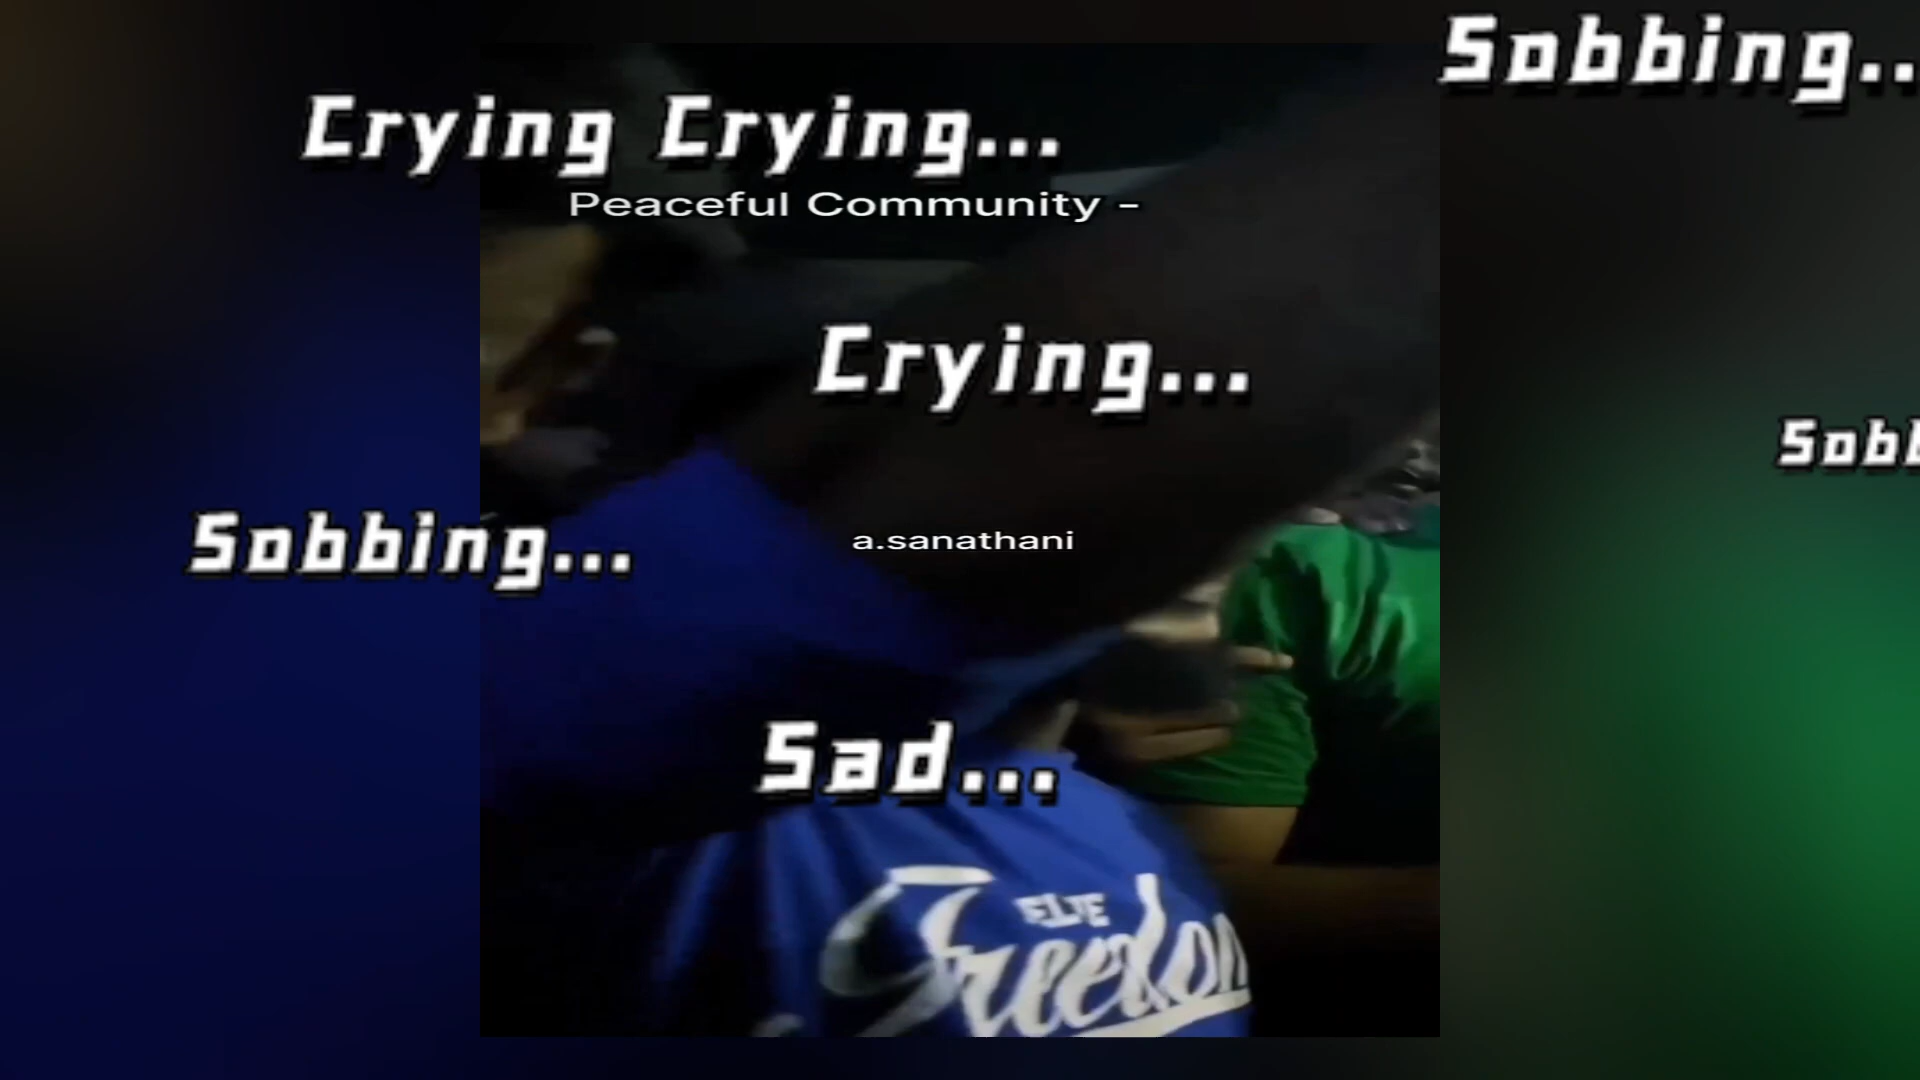 Sobbing..
Crying Crying...
Peaceful Community -
Crying...
Sobb
Sobbing...
a.sanathani
Sad...
Freedom